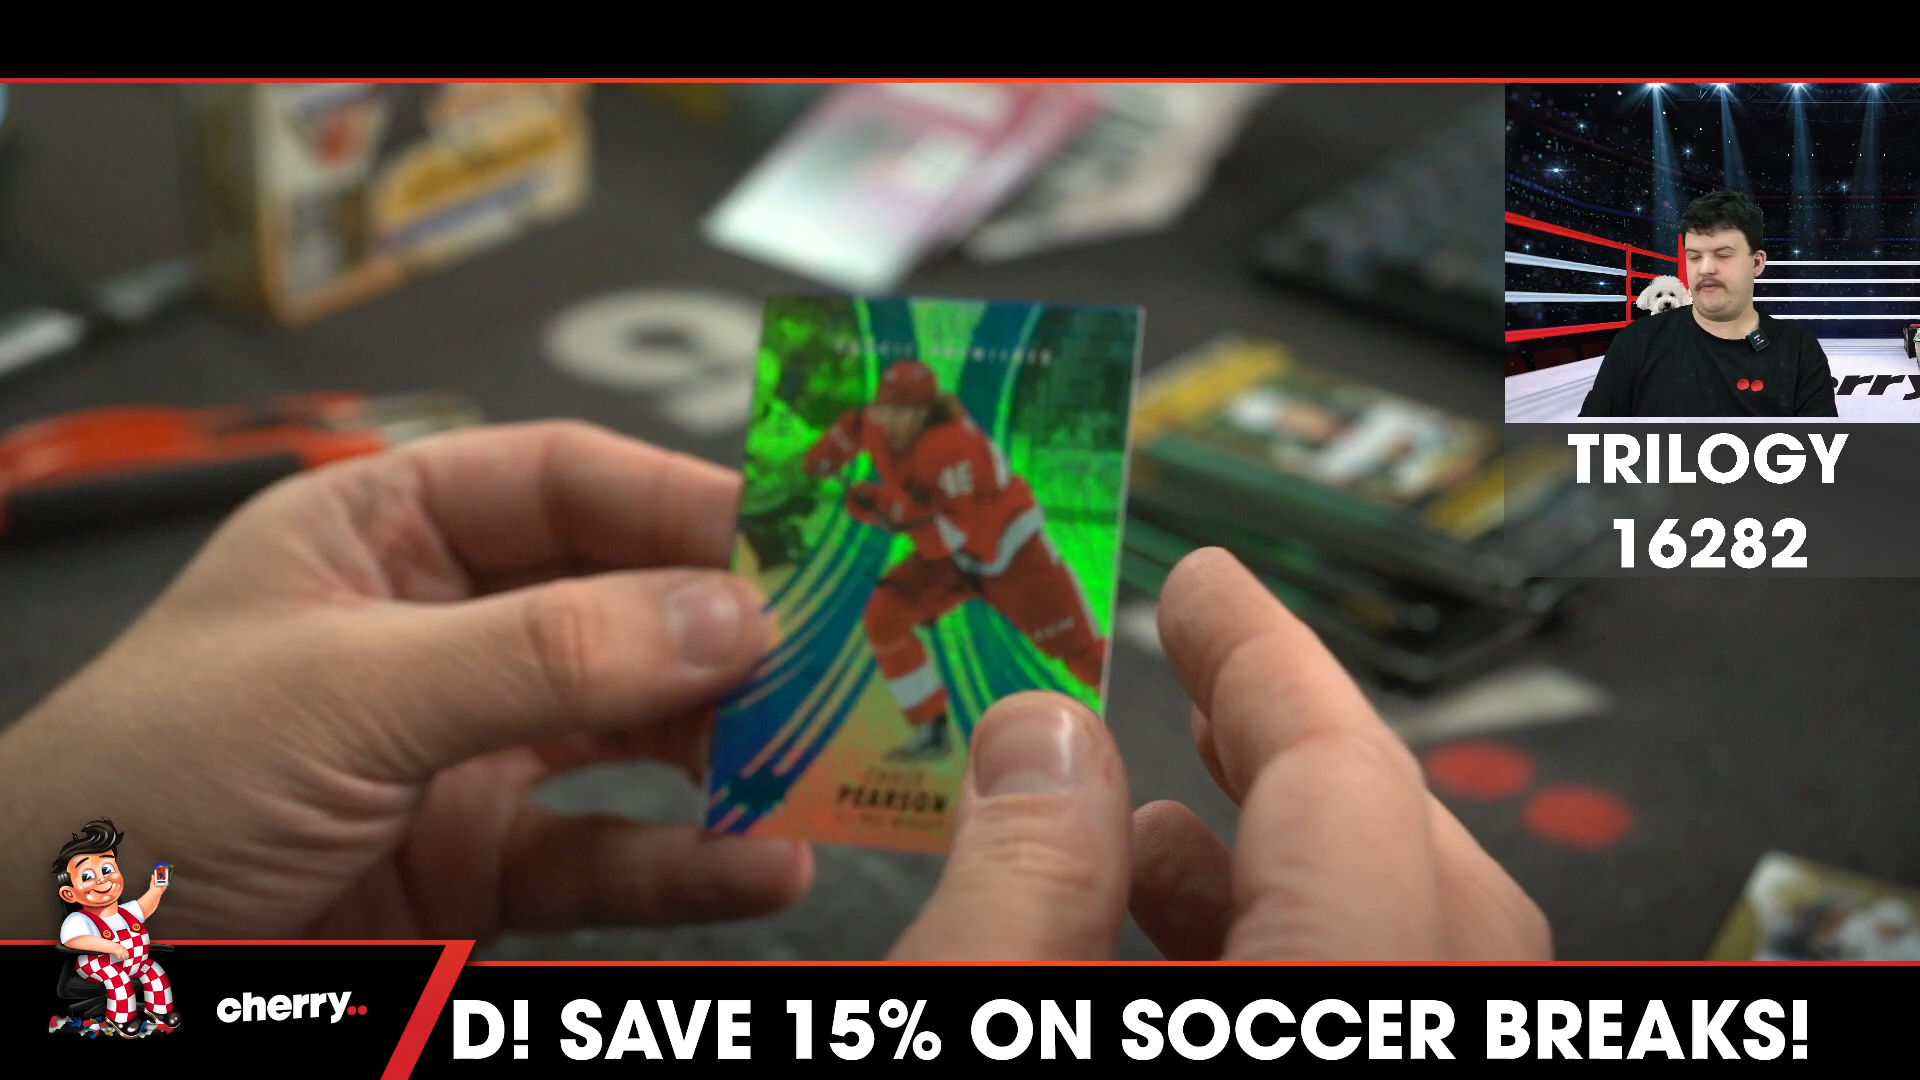 TRILOGY
16282
PEARSON
cherry..
D! SAVE 15% ON SOCCER BREAKS!